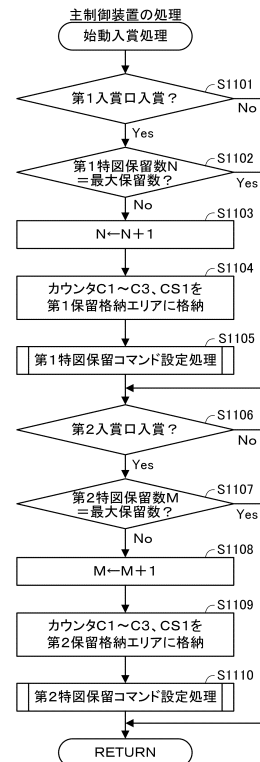 主制御装置の処理
始動入賞処理
S1101
第1入賞口入賞?
No
Yes
S1102
第1特図保留数N
=最大保留数?
Yes
No
S1103
N←N+1
S1104
カウンタC1~C3、CS1を
第1保留格納エリアに格納
S1105
第1特図保留コマンド設定処理
S1106
第2入賞口入賞?
No
Yes
S1107
第2特図保留数M
=最大保留数?
Yes
No
S1108
M←M+1
S1109
カウンタC1~C3、CS1を
第2保留格納エリアに格納
S1110
第2特図保留コマンド設定処理
RETURN